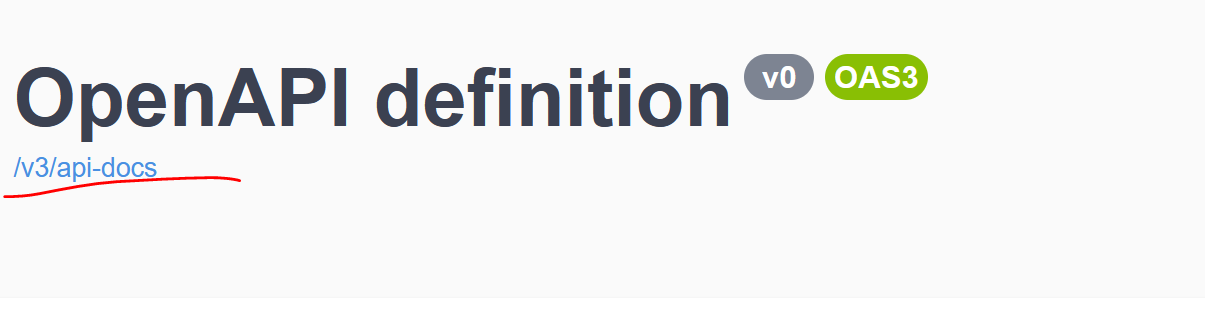 OpenAPI definition v0 OAS3
/v3/api-docs